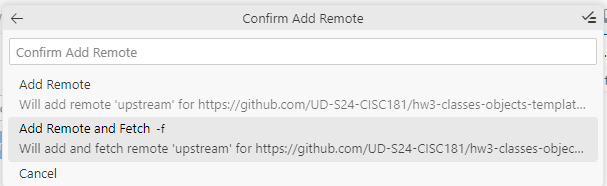 Confirm Add Remote
Confirm Add Remote
Add Remote
Will add remote 'upstream' for https://github.com/UD-S24-CISC181/hw3-classes-objects-templat...
Add Remote and Fetch -f
Will add and fetch remote 'upstream' for https://github.com/UD-S24-CISC181/hw3-classes-objec...
Cancel